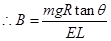 ∴ B = mgR tan θ / EL